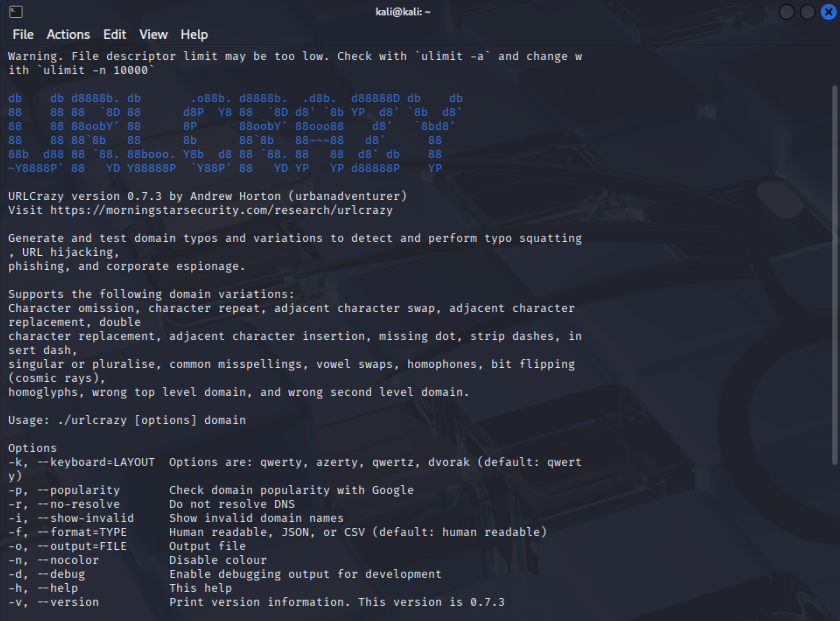 kali@kali: ~
File Actions Edit View Help
Warning. File descriptor limit may be too low. Check with `ulimit -a` and change w
ith `ulimit -n 10000`
db    db d8888b. db       .o88b. d8888b.  .d8b.  d88888D db    db
88    88 88  `8D 88      d8P  Y8 88  `8D d8' `8b YP  d8' `8b  d8'
88    88 88oobY' 88      8P      88oobY' 88ooo88    d8'   `8bd8'
88    88 88`8b   88      8b      88`8b   88~~~88   d8'      88
88b  d88 88 `88. 88booo. Y8b  d8 88 `88. 88   88  d8' db    88
~Y8888P' 88   YD Y88888P  `Y88P' 88   YD YP   YP d88888P    YP
URLCrazy version 0.7.3 by Andrew Horton (urbanadventurer)
Visit https://morningstarsecurity.com/research/urlcrazy
Generate and test domain typos and variations to detect and perform typo squatting
, URL hijacking,
phishing, and corporate espionage.
Supports the following domain variations:
Character omission, character repeat, adjacent character swap, adjacent character
replacement, double
character replacement, adjacent character insertion, missing dot, strip dashes, in
sert dash,
singular or pluralise, common misspellings, vowel swaps, homophones, bit flipping
(cosmic rays),
homoglyphs, wrong top level domain, and wrong second level domain.
Usage: ./urlcrazy [options] domain
Options
-k, --keyboard=LAYOUT  Options are: qwerty, azerty, qwertz, dvorak (default: qwert
y)
-p, --popularity       Check domain popularity with Google
-r, --no-resolve       Do not resolve DNS
-i, --show-invalid     Show invalid domain names
-f, --format=TYPE      Human readable, JSON, or CSV (default: human readable)
-o, --output=FILE      Output file
-n, --nocolor          Disable colour
-d, --debug            Enable debugging output for development
-h, --help             This help
-v, --version          Print version information. This version is 0.7.3